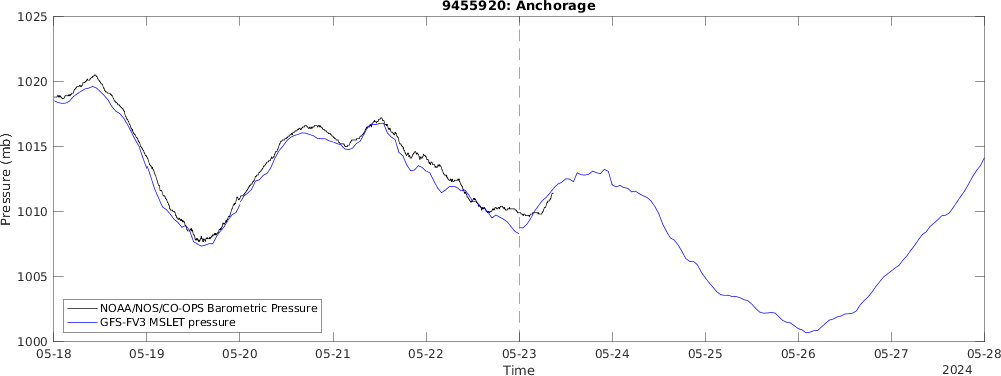 9455920: Anchorage
Pressure (mb)
1025
1020
1015
1010
1005
1000
NOAA/NOS/CO-OPS Barometric Pressure
GFS-FV3 MSLET pressure
05-18 05-19 05-20 05-21 05-22 05-23 05-24 05-25 05-26 05-27 05-28
Time
2024